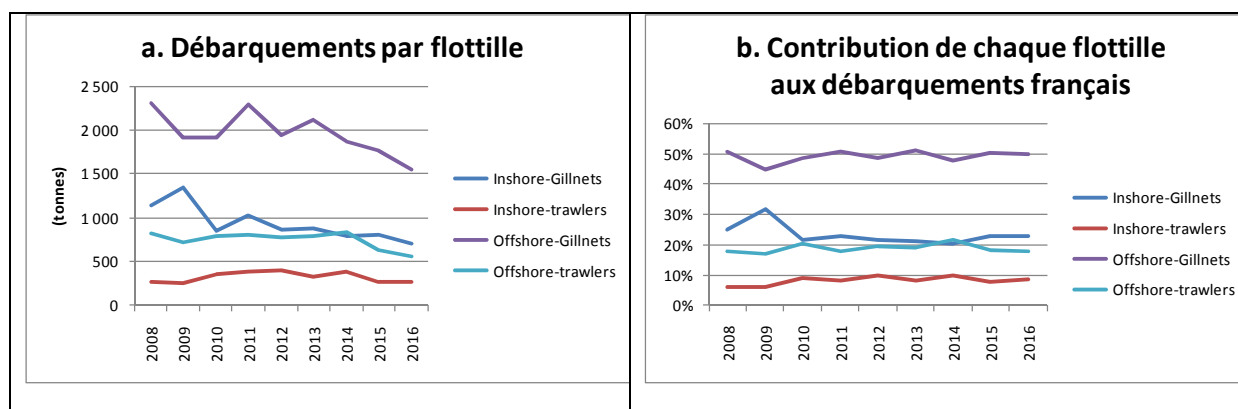 a. Débarquements par flottille
2 500
2 000
1 500
1 000
500
0
(tonnes)
2008
2009
2010
2011
2012
2013
2014
2015
2016
Inshore-Gillnets
Inshore-trawlers
Offshore-Gillnets
Offshore-trawlers
b. Contribution de chaque flottille
aux débarquements français
60%
50%
40%
30%
20%
10%
0%
2008
2009
2010
2011
2012
2013
2014
2015
2016
Inshore-Gillnets
Inshore-trawlers
Offshore-Gillnets
Offshore-trawlers